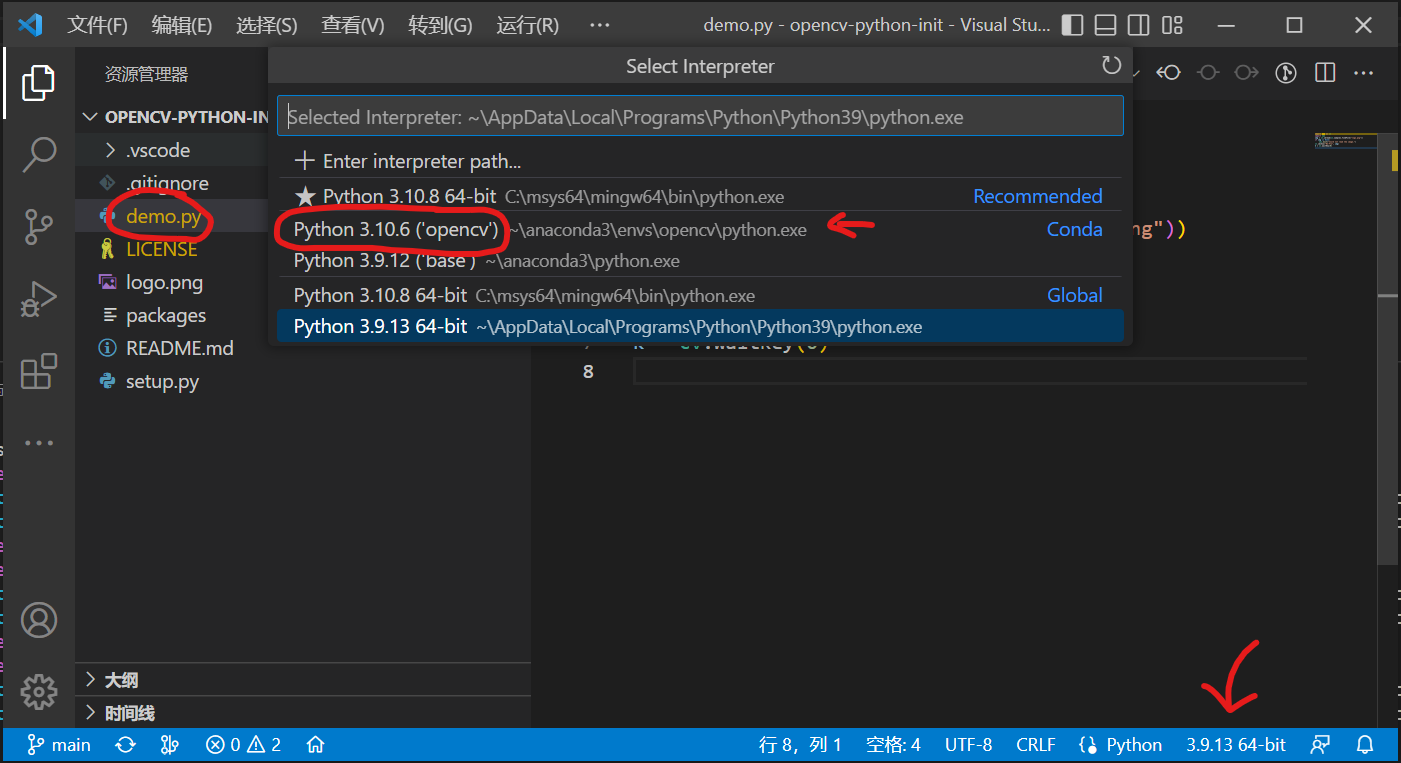 文件(F) 编辑(E) 选择(S) 查看(V) 转到(G) 运行(R) ··· demo.py - opencv-python-init - Visual Stu...
资源管理器
Select Interpreter
OPENCV-PYTHON-IN
Selected Interpreter: ~\AppData\Local\Programs\Python\Python39\python.exe
.vscode
Enter interpreter path...
.gitignore
Python 3.10.8 64-bit C:\msys64\mingw64\bin\python.exe Recommended
demo.py
Python 3.10.6 ('opencv') ~\anaconda3\envs\opencv\python.exe Conda
ng"))
LICENSE
Python 3.9.12 ('base') ~\anaconda3\python.exe
logo.png
Python 3.10.8 64-bit C:\msys64\mingw64\bin\python.exe Global
packages
Python 3.9.13 64-bit ~\AppData\Local\Programs\Python\Python39\python.exe
README.md
k = cv.waitKey(0)
8
setup.py
大纲
时间线
main 0 2 行 8，列 1 空格: 4 UTF-8 CRLF Python 3.9.13 64-bit